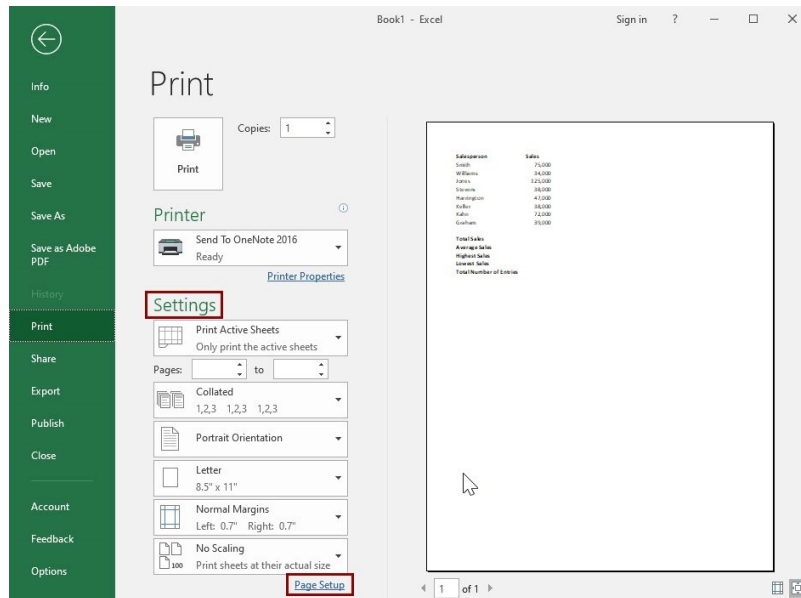 Book1 - Excel
Sign in ?
Info
New
Open
Save
Save As
Save as Adobe
PDF
History
Print
Share
Export
Publish
Close
Account
Feedback
Options
Print
Copies: 1
Print
Printer
Send To OneNote 2016
Ready
Printer Properties
Settings
Print Active Sheets
Only print the active sheets
Pages: to
Collated
1,2,3 1,2,3 1,2,3
Portrait Orientation
Letter
8.5" x 11"
Normal Margins
Left: 0.7" Right: 0.7"
No Scaling
100 Print sheets at their actual size
Page Setup
Salesperson Sales
Smith 75,000
Williams 54,000
Jones 125,000
Stevens 38,000
Harrington 47,000
Keller 38,000
Kahn 72,000
Graham 39,000
Total Sales
Average Sales
Highest Sales
Lowest Sales
Total Number of Entries
1 of 1